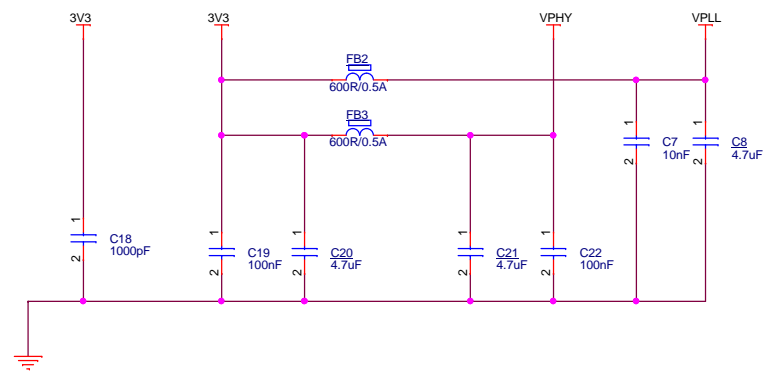 3V3 3V3 VPHY VPLL
FB2
600R/0.5A
FB3
600R/0.5A
1 1
C7 C8
10nF 4.7uF
2 2
1 1 1 1 1
C18
1000pF
2
C19 C20 C21 C22
100nF 4.7uF 4.7uF 100nF
2 2 2 2